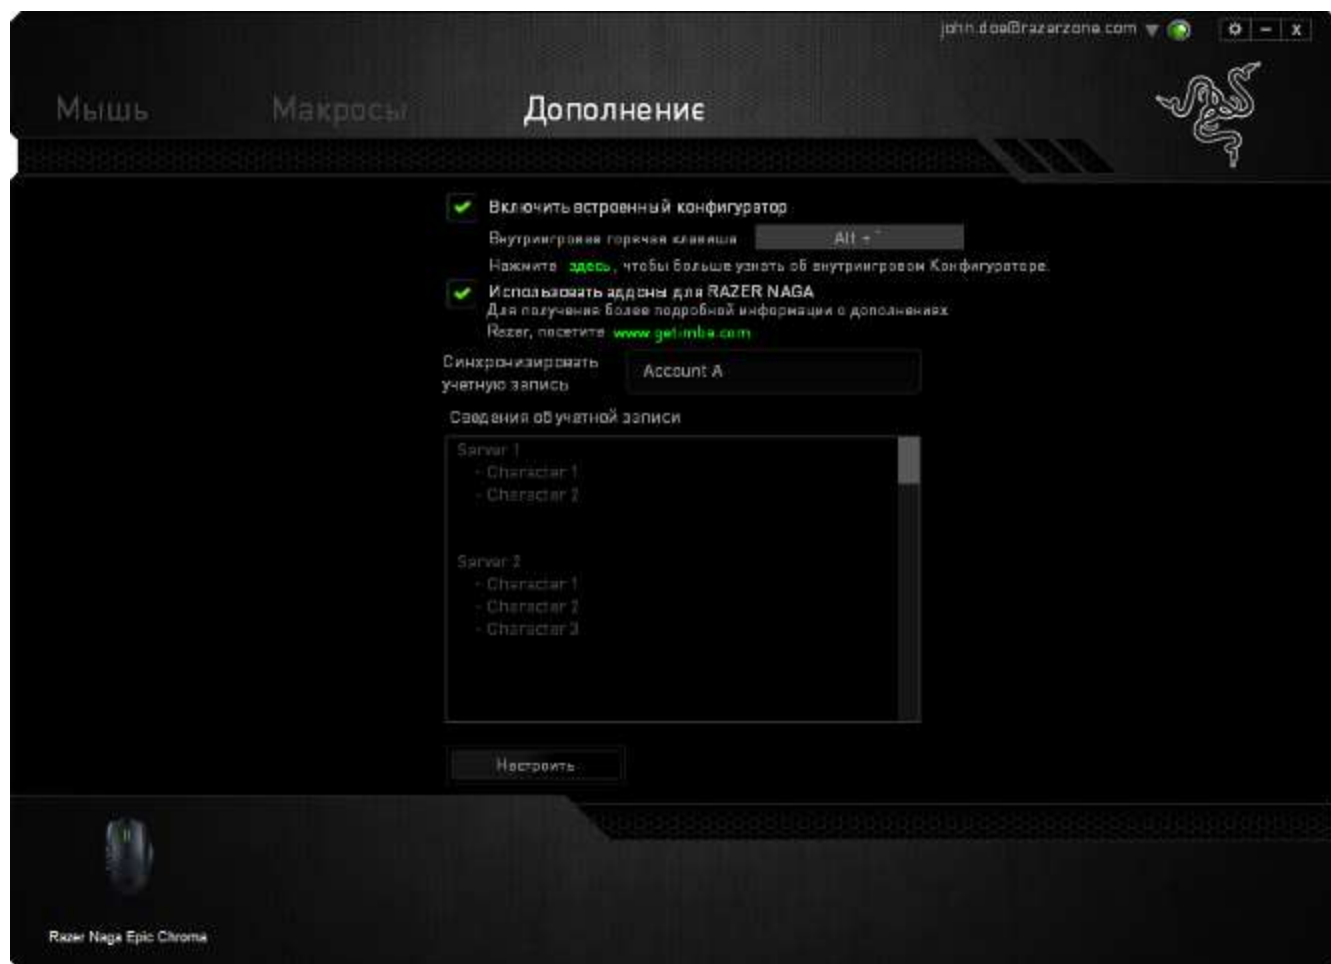 john.doe@razerzone.com
Мышь Макросы Дополнение
Включить встроенный конфигуратор
Внутриигровая горячая клавиша Alt + `
Нажмите здесь, чтобы больше узнать об внутриигровом Конфигураторе.
Использовать аддоны для RAZER NAGA
Для получения более подробной информации о дополнениях
Razer, посетите www.getimba.com
Синхронизировать
учетную запись
Account A
Сведения об учетной записи
Server 1
- Character 1
- Character 2
Server 2
- Character 1
- Character 2
- Character 3
Настроить
Razer Naga Epic Chroma